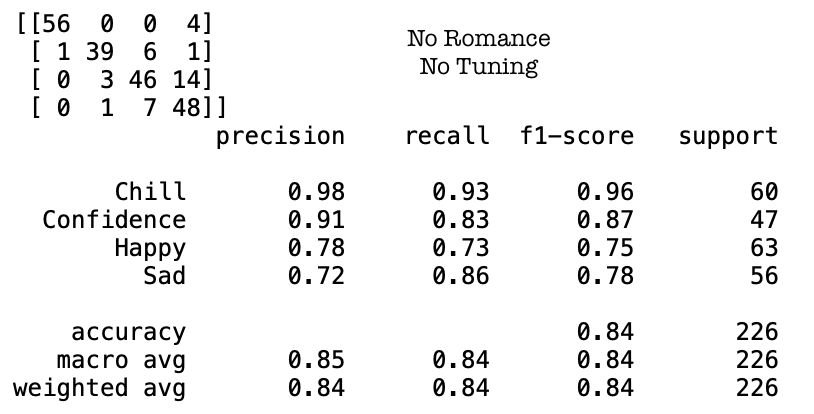 [[56 0 0 4]
[ 1 39 6 1]
[ 0 3 46 14]
[ 0 1 7 48]]
No Romance
No Tuning
precision recall f1-score support
Chill 0.98 0.93 0.96 60
Confidence 0.91 0.83 0.87 47
Happy 0.78 0.73 0.75 63
Sad 0.72 0.86 0.78 56
accuracy 0.84 226
macro avg 0.85 0.84 0.84 226
weighted avg 0.84 0.84 0.84 226